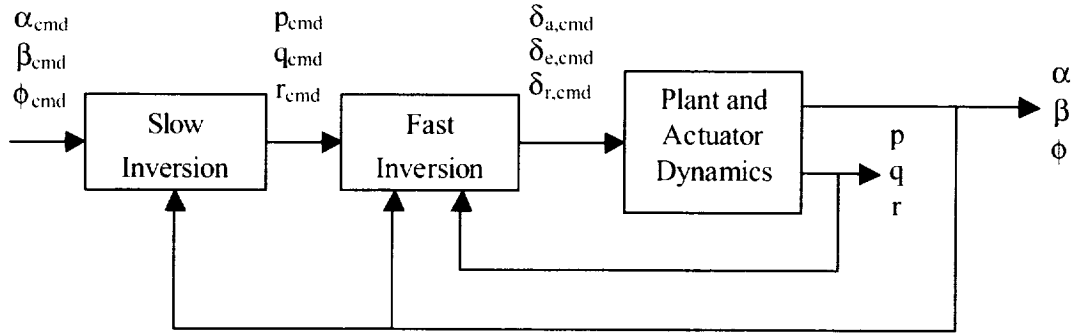 α_cmd
β_cmd
ϕ_cmd
p_cmd
q_cmd
r_cmd
δ_a,cmd
δ_e,cmd
δ_r,cmd
Slow
Inversion
Fast
Inversion
Plant and
Actuator
Dynamics
α
β
ϕ
p
q
r